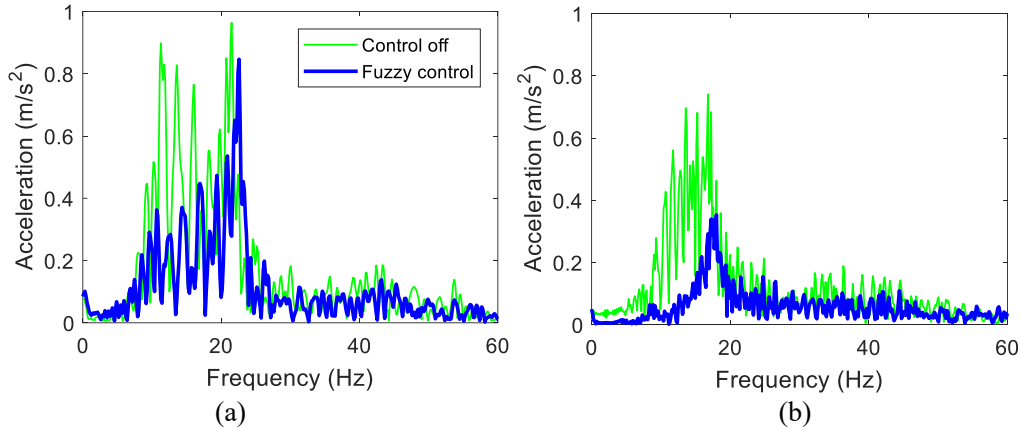 1
0.8
0.6
0.4
0.2
0
Acceleration (m/s²)
Control off
Fuzzy control
0 20 40 60
Frequency (Hz)
(a)
1
0.8
0.6
0.4
0.2
0
Acceleration (m/s²)
0 20 40 60
Frequency (Hz)
(b)